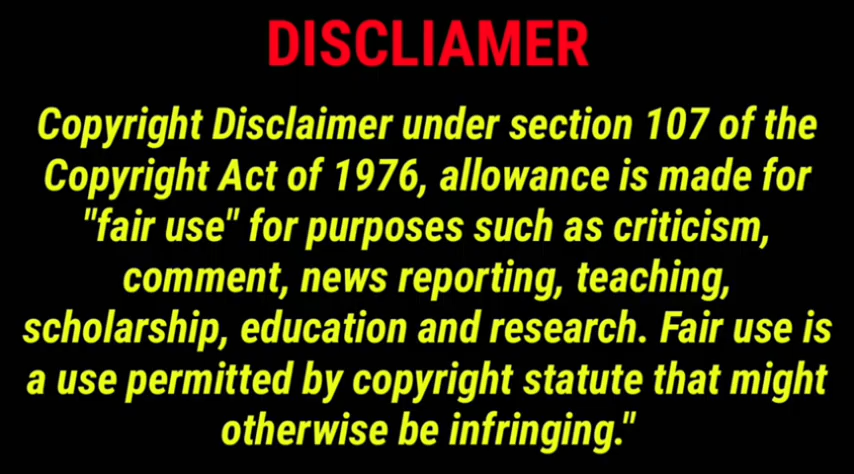 DISCLIAMER
Copyright Disclaimer under section 107 of the
Copyright Act of 1976, allowance is made for
"fair use" for purposes such as criticism,
comment, news reporting, teaching,
scholarship, education and research. Fair use is
a use permitted by copyright statute that might
otherwise be infringing."